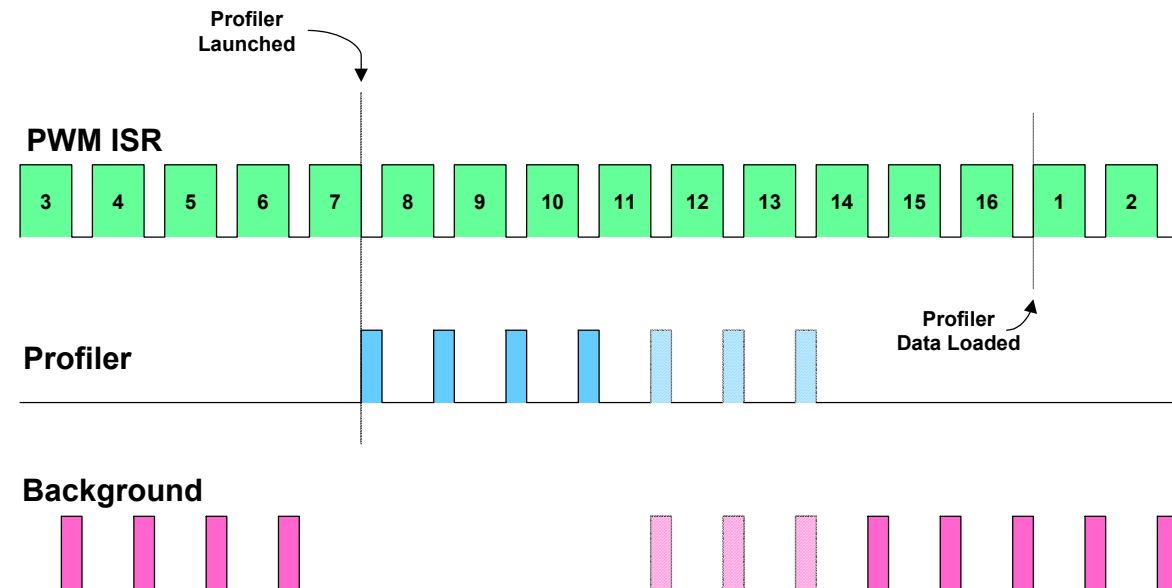 Profiler
Launched
PWM ISR
3 4 5 6 7 8 9 10 11 12 13 14 15 16 1 2
Profiler
Data Loaded
Profiler
Background